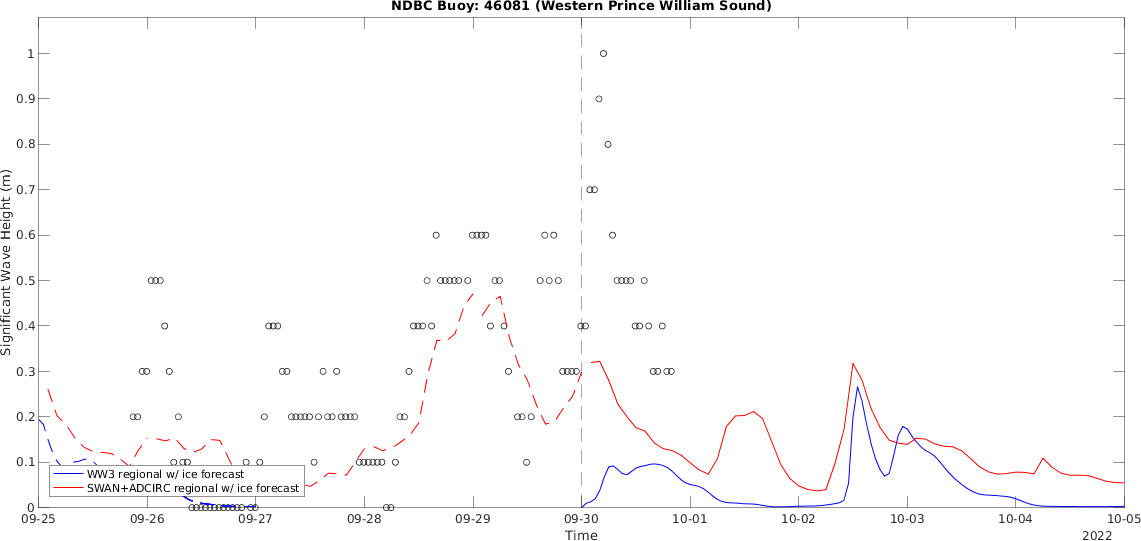 NDBC Buoy: 46081 (Western Prince William Sound)
Significant Wave Height (m)
1
0.9
0.8
0.7
0.6
0.5
0.4
0.3
0.2
0.1
0
WW3 regional w/ ice forecast
SWAN+ADCIRC regional w/ ice forecast
09-25 09-26 09-27 09-28 09-29 09-30 10-01 10-02 10-03 10-04 10-05
Time
2022